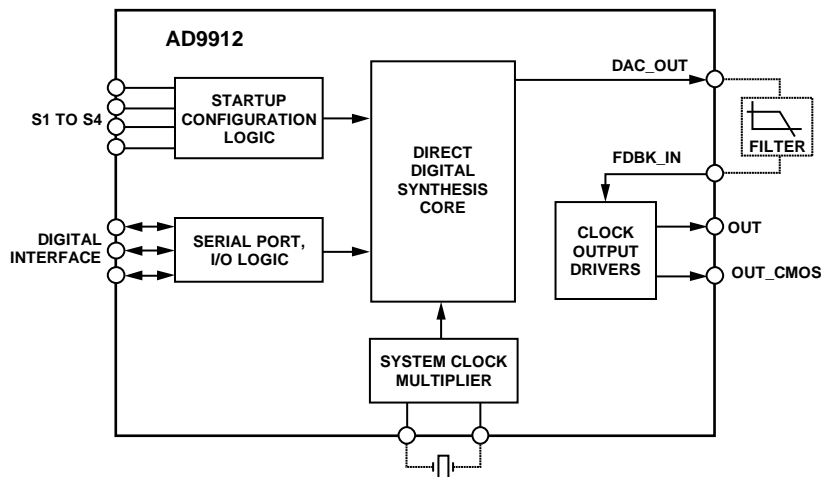 AD9912
S1 TO S4
STARTUP
CONFIGURATION
LOGIC
DIRECT
DIGITAL
SYNTHESIS
CORE
DAC_OUT
FILTER
FDBK_IN
DIGITAL
INTERFACE
SERIAL PORT,
I/O LOGIC
CLOCK
OUTPUT
DRIVERS
OUT
OUT_CMOS
SYSTEM CLOCK
MULTIPLIER